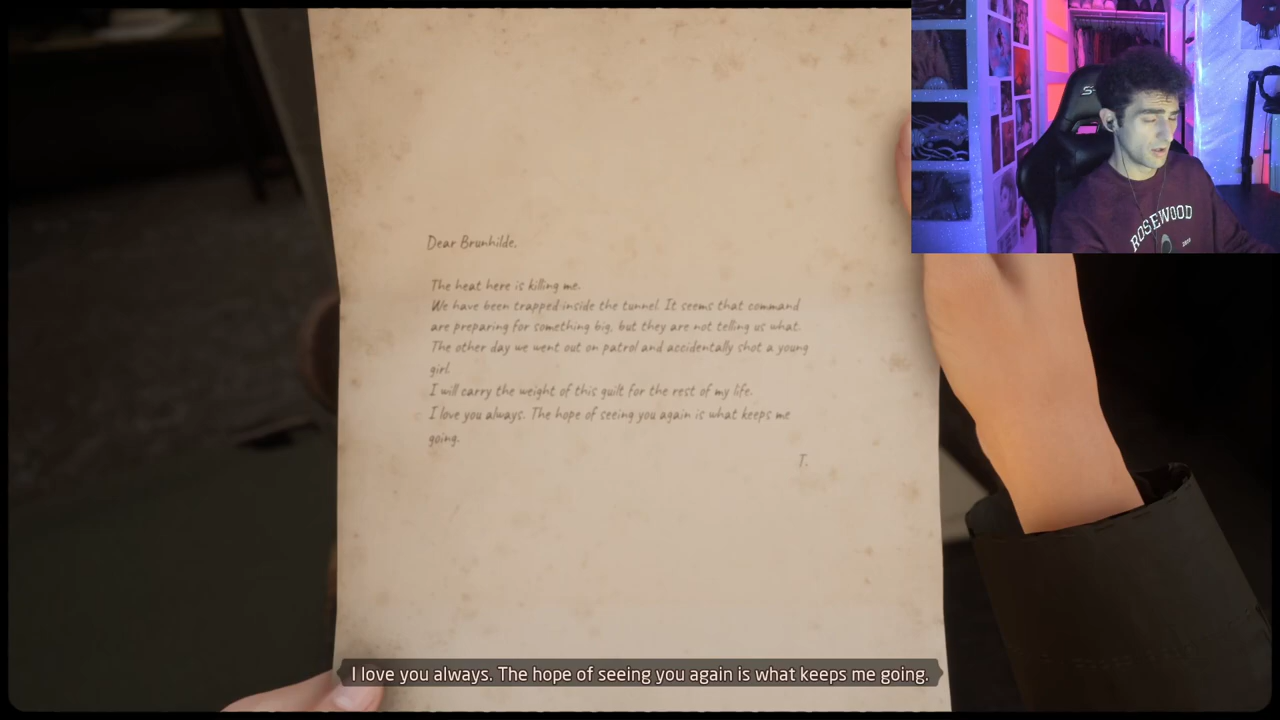 Dear Brunhilde,
The heat here is killing me.
We have been trapped inside the tunnel. It seems that command
are preparing for something big, but they are not telling us what.
The other day we went out on patrol and accidentally shot a young
girl.
I will carry the weight of this guilt for the rest of my life.
I love you always. The hope of seeing you again is what keeps me
going.
T.
I love you always. The hope of seeing you again is what keeps me going.
ROSEWOOD